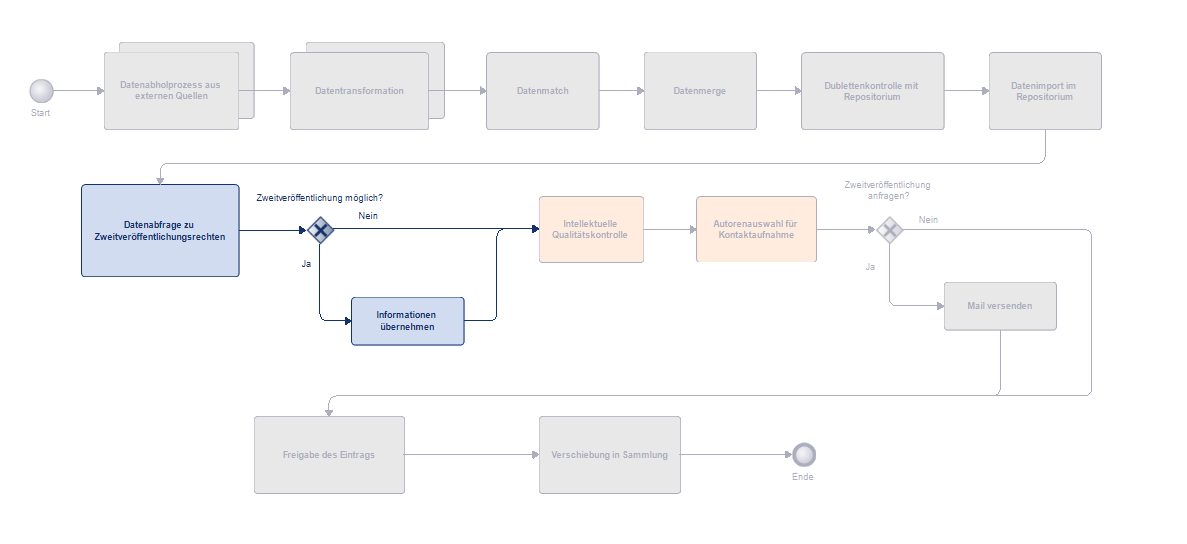 Datenabholprozess aus
externen Quellen
Datentransformation
Datenmatch
Datenmerge
Dublettenkontrolle mit
Repositorium
Datenimport im
Repositorium
Start
Datenabfrage zu
Zweitveröffentlichungsrechten
Zweitveröffentlichung möglich?
Nein
Ja
Informationen
übernehmen
Intellektuelle
Qualitätskontrolle
Autorenauswahl für
Kontaktaufnahme
Zweitveröffentlichung
anfragen?
Nein
Ja
Mail versenden
Freigabe des Eintrags
Verschiebung in Sammlung
Ende